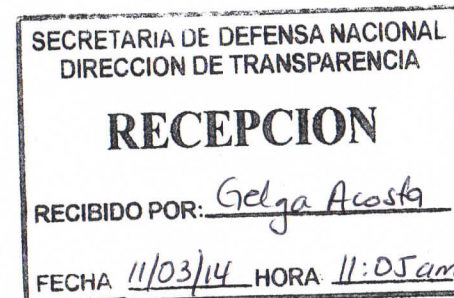 SECRETARIA DE DEFENSA NACIONAL
DIRECCION DE TRANSPARENCIA
RECEPCION
RECIBIDO POR: Gelga Acosta
FECHA 11/03/14 HORA 11:05 am